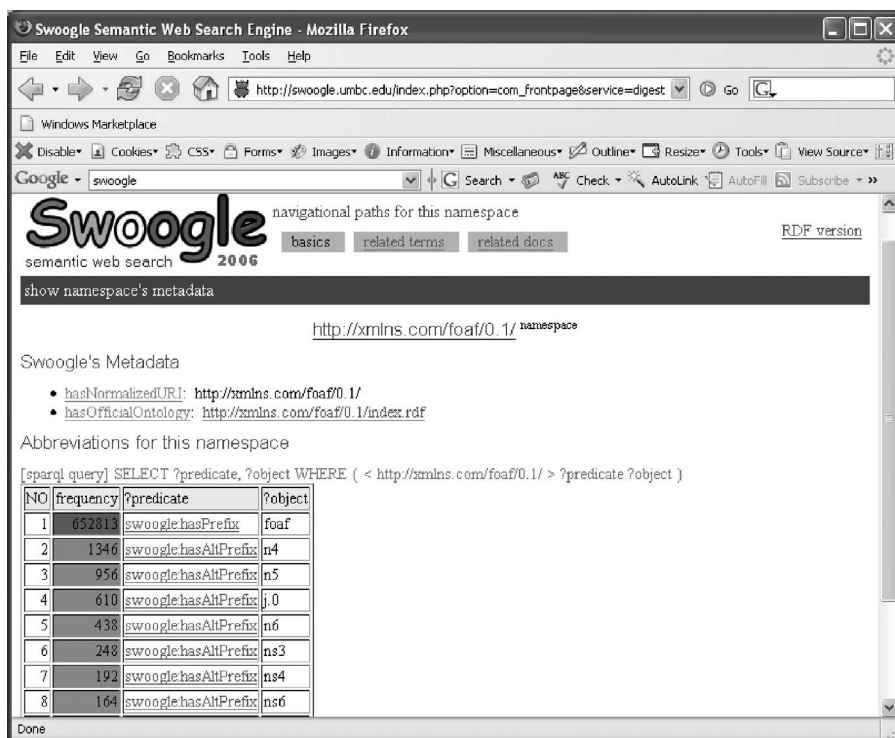 Swoogle Semantic Web Search Engine - Mozilla Firefox
File Edit View Go Bookmarks Tools Help
http://swoogle.umbc.edu/index.php?option=com_frontpage&service=digest Go G
Windows Marketplace
Disable Cookies CSS Forms Images Information Miscellaneous Outline Resize Tools View Source
Google swoogle G Search ABC Check AutoLink AutoFill Subscribe »
Swoogle
semantic web search 2006
navigational paths for this namespace
basics related terms related docs
RDF version
show namespace's metadata
http://xmlns.com/foaf/0.1/ namespace
Swoogle's Metadata
• hasNormalizedURI: http://xmlns.com/foaf/0.1/
• hasOfficialOntology: http://xmlns.com/foaf/0.1/index.rdf
Abbreviations for this namespace
[sparql query] SELECT ?predicate, ?object WHERE { < http://xmlns.com/foaf/0.1/ > ?predicate ?object }
NO frequency ?predicate ?object
1 652813 swoogle:hasPrefix foaf
2 1346 swoogle:hasAltPrefix n4
3 956 swoogle:hasAltPrefix n5
4 610 swoogle:hasAltPrefix j.0
5 438 swoogle:hasAltPrefix n6
6 248 swoogle:hasAltPrefix ns3
7 192 swoogle:hasAltPrefix ns4
8 164 swoogle:hasAltPrefix ns6
Done